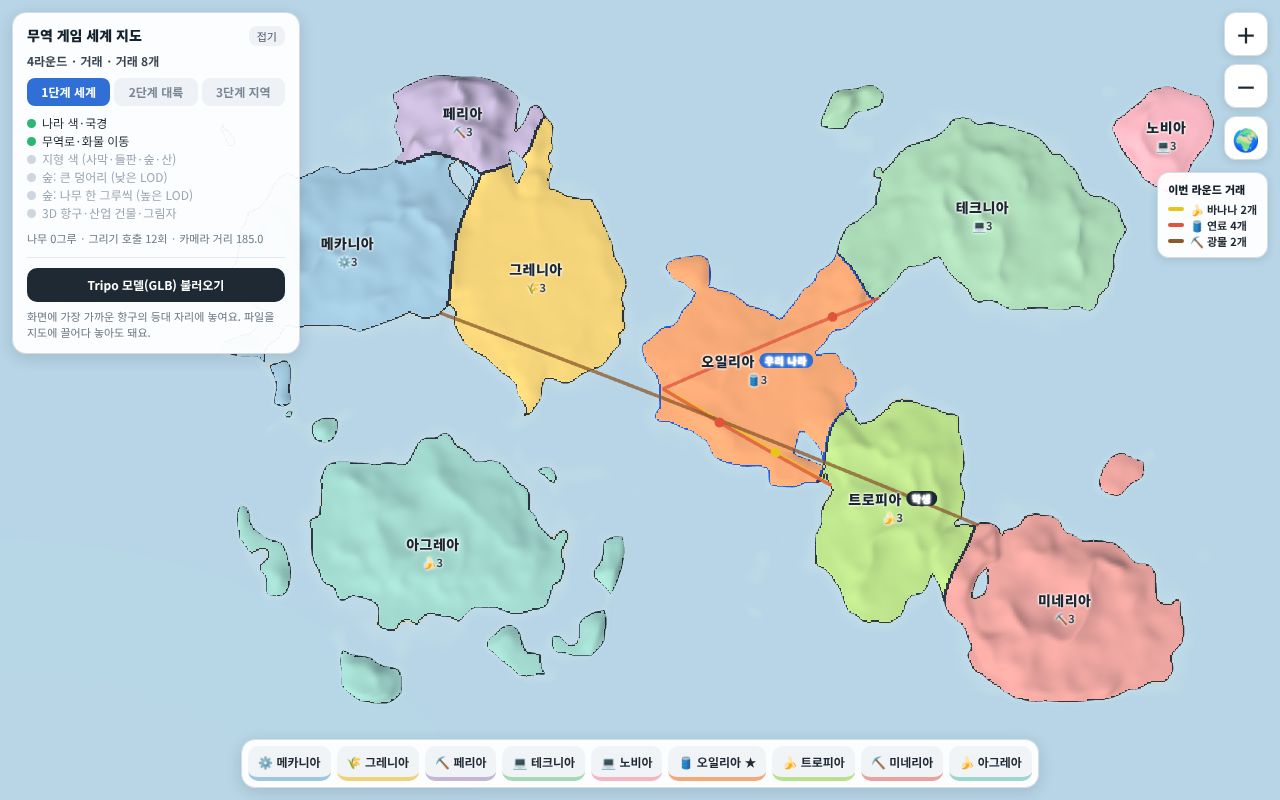 무역 게임 세계 지도
접기
4라운드 · 거래 · 거래 8개
1단계 세계
2단계 대륙
3단계 지역
나라 색·국경
무역로·화물 이동
지형 색 (사막·들판·숲·산)
숲: 큰 덩어리 (낮은 LOD)
숲: 나무 한 그루씩 (높은 LOD)
3D 항구·산업 건물·그림자
나무 0그루 · 그리기 호출 12회 · 카메라 거리 185.0
Tripo 모델(GLB) 불러오기
화면에 가장 가까운 항구의 등대 자리에 놓여요. 파일을
지도에 끌어다 놓아도 돼요.
페리아
⛏️3
노비아
💻3
이번 라운드 거래
🍌 바나나 2개
🛢️ 연료 4개
⛏️ 광물 2개
테크니아
💻3
메카니아
⚙️3
그레니아
🌾3
오일리아 우리 나라
🛢️3
트로피아 학생
🍌3
아그레아
🍌3
미네리아
⛏️3
⚙️ 메카니아
🌾 그레니아
⛏️ 페리아
💻 테크니아
💻 노비아
🛢️ 오일리아 ★
🍌 트로피아
⛏️ 미네리아
🍌 아그레아